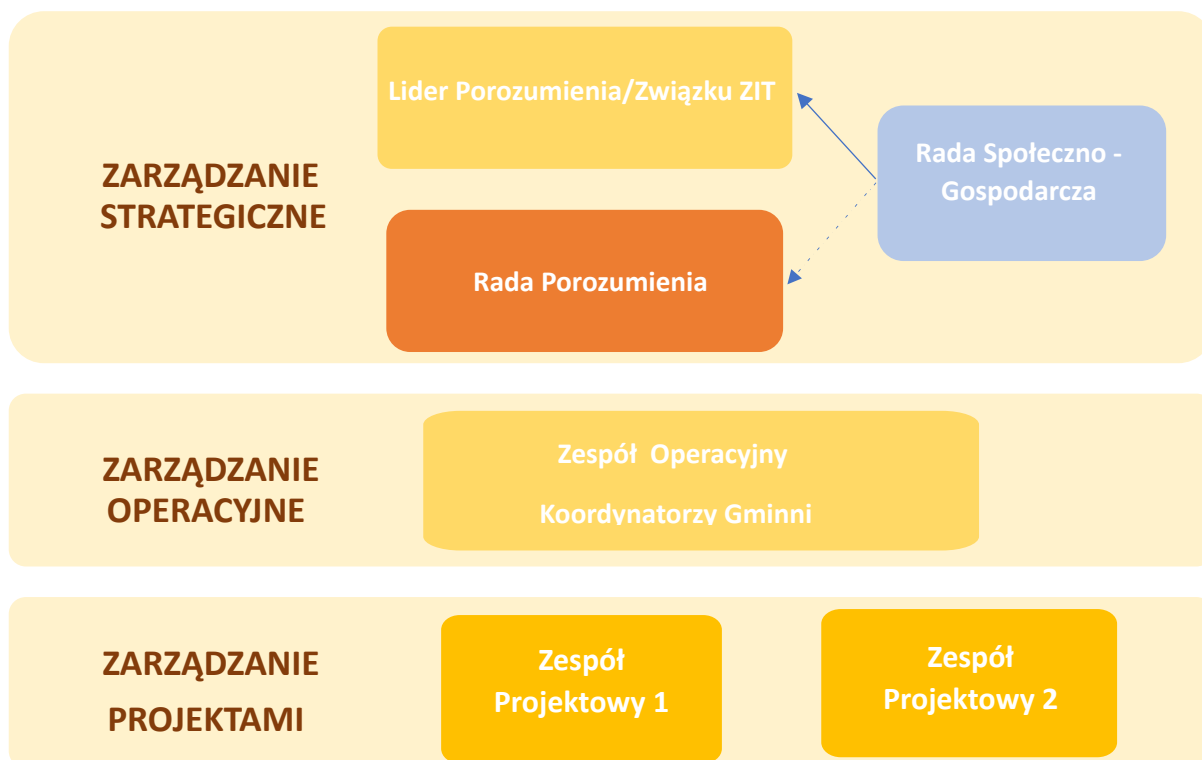 ZARZĄDZANIE
STRATEGICZNE
Lider Porozumienia/Związku ZIT
Rada Społeczno -
Gospodarcza
Rada Porozumienia
ZARZĄDZANIE
OPERACYJNE
Zespół  Operacyjny
Koordynatorzy Gminni
ZARZĄDZANIE
PROJEKTAMI
Zespół
Projektowy 1
Zespół
Projektowy 2